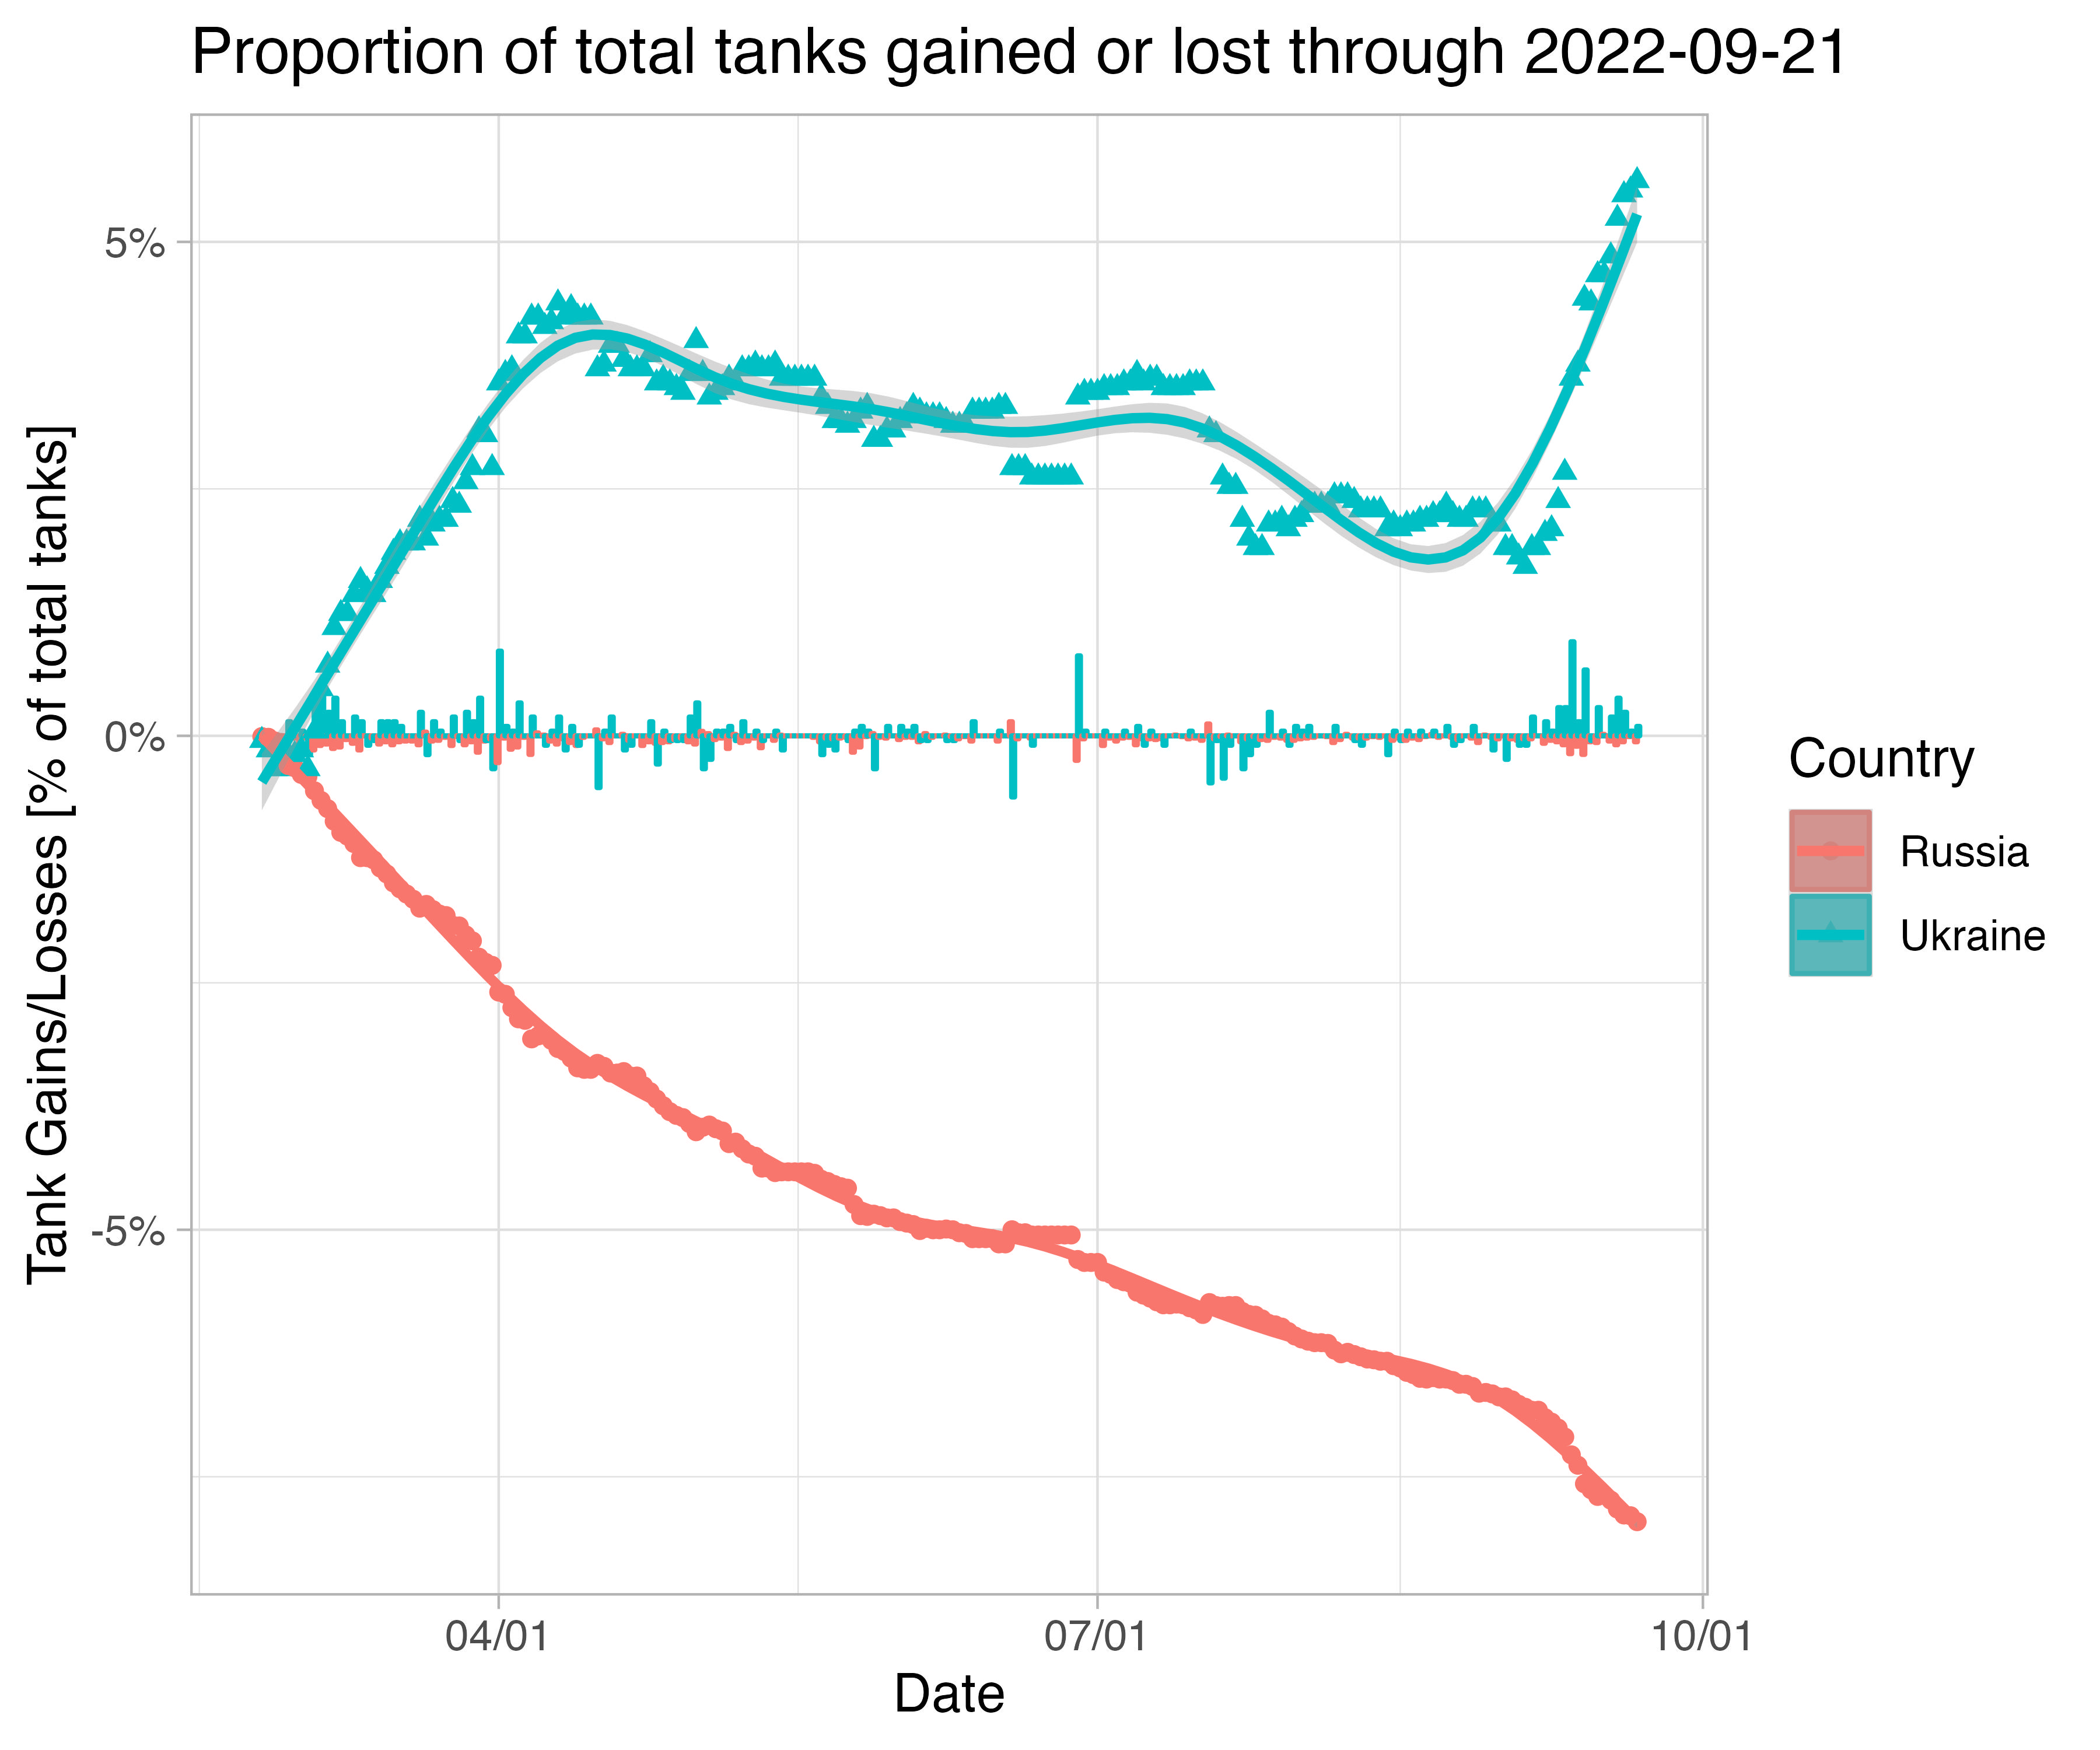 Proportion of total tanks gained or lost through 2022-09-21
Tank Gains/Losses [% of total tanks]
5%
0%
-5%
04/01
07/01
10/01
Date
Country
Russia
Ukraine